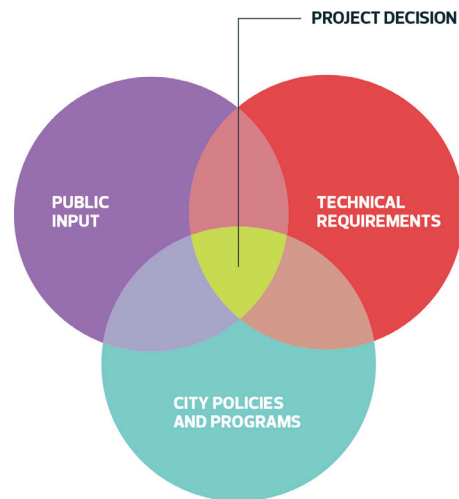 PROJECT DECISION
PUBLIC
INPUT
TECHNICAL
REQUIREMENTS
CITY POLICIES
AND PROGRAMS